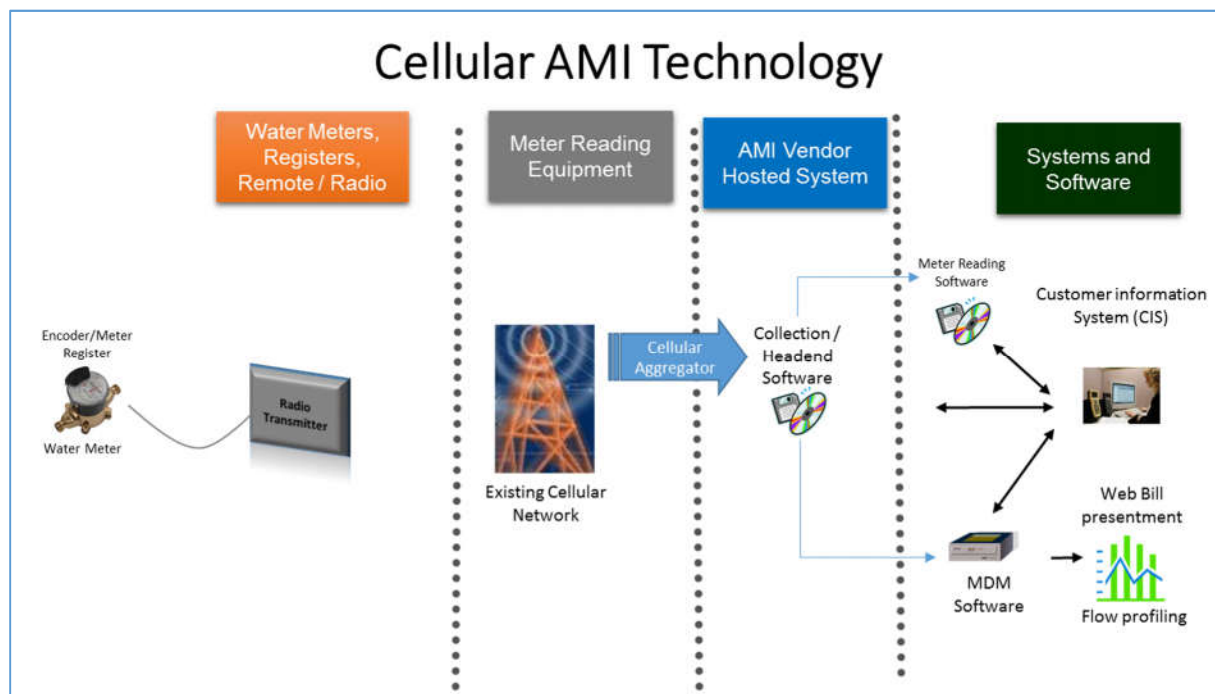 Cellular AMI Technology
Water Meters,
Registers,
Remote / Radio
Meter Reading
Equipment
AMI Vendor
Hosted System
Systems and
Software
Encoder/Meter
Register
Water Meter
Radio
Transmitter
Existing Cellular
Network
Cellular
Aggregator
Collection /
Headend
Software
Meter Reading
Software
Customer information
System (CIS)
MDM
Software
Web Bill
presentment
Flow profiling